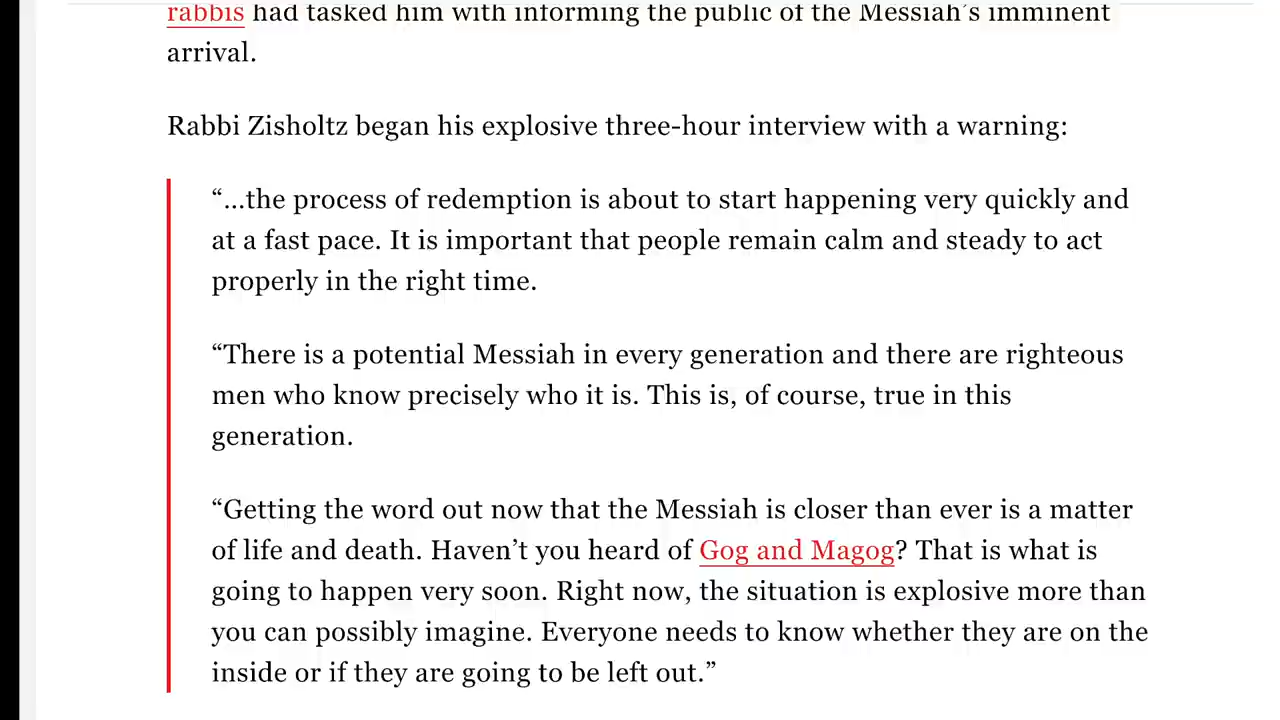 rabbis had tasked him with informing the public of the Messiah’s imminent
arrival.
Rabbi Zisholtz began his explosive three-hour interview with a warning:
“…the process of redemption is about to start happening very quickly and
at a fast pace. It is important that people remain calm and steady to act
properly in the right time.
“There is a potential Messiah in every generation and there are righteous
men who know precisely who it is. This is, of course, true in this
generation.
“Getting the word out now that the Messiah is closer than ever is a matter
of life and death. Haven’t you heard of Gog and Magog? That is what is
going to happen very soon. Right now, the situation is explosive more than
you can possibly imagine. Everyone needs to know whether they are on the
inside or if they are going to be left out.”